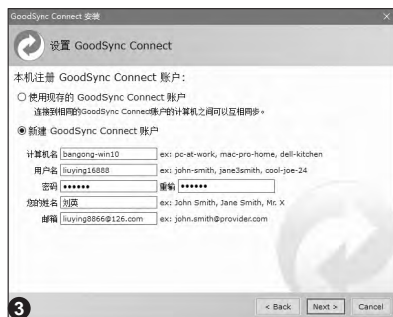 GoodSync Connect 安装
设置 GoodSync Connect
本机注册 GoodSync Connect 账户:
使用现存的 GoodSync Connect 账户
连接到相同的GoodSync Connect账户的计算机之间可以互相同步。
新建 GoodSync Connect 账户
计算机名 bangong-win10 ex: pc-at-work, mac-pro-home, dell-kitchen
用户名 liuying16888 ex: john-smith, jane3smith, cool-joe-24
密码 •••••• 重输 ••••••
您的姓名 刘英 ex: John Smith, Jane Smith, Mr. X
邮箱 liuying8866@126.com ex: john.smith@provider.com
3 < Back Next > Cancel